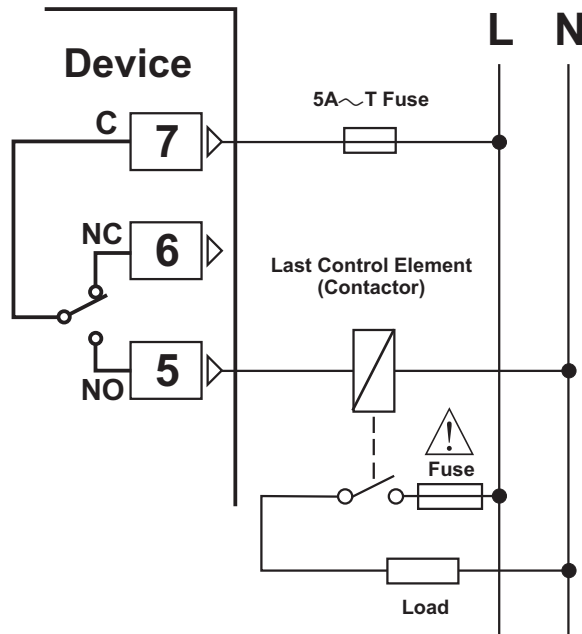 L N
Device
5A～T Fuse
C
7
NC
6
Last Control Element
(Contactor)
5
NO
!
Fuse
Load